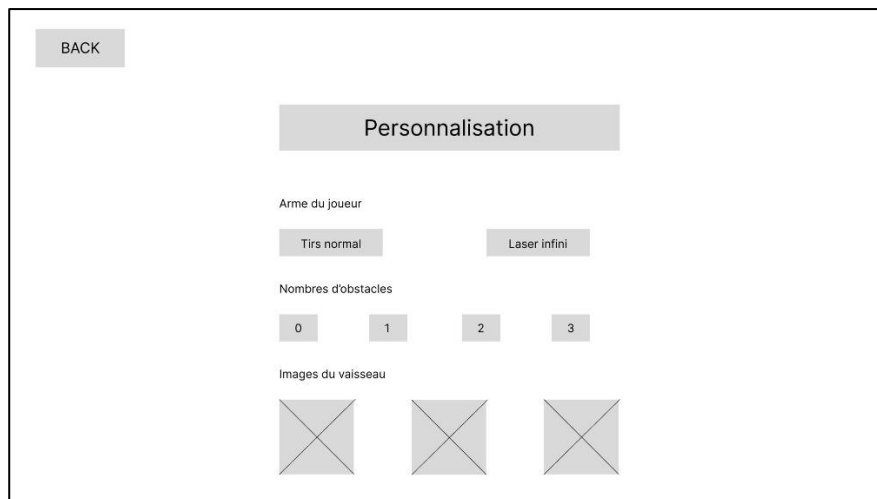 BACK
Personnalisation
Arme du joueur
Tirs normal
Laser infini
Nombres d'obstacles
0
1
2
3
Images du vaisseau